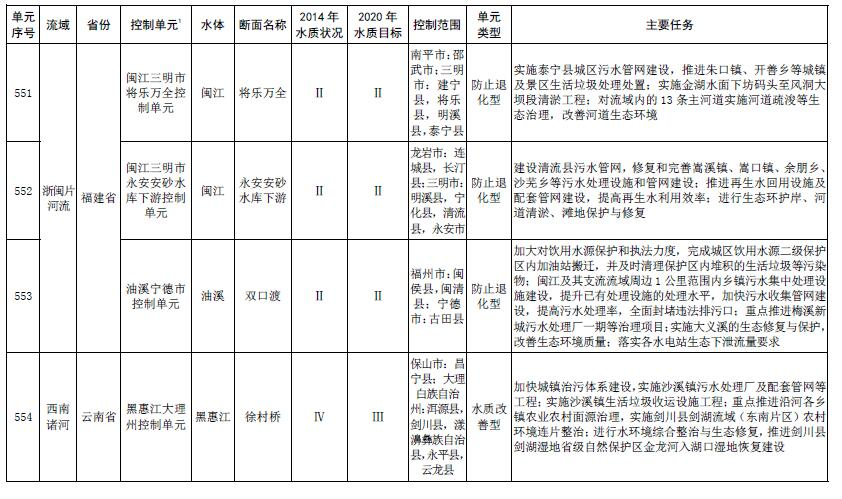 单元序号 流域 省份 控制单元1 水体 断面名称 2014 年水质状况 2020 年水质目标 控制范围 单元类型 主要任务
551
浙闽片河流
福建省
闽江三明市
将乐万全控
制单元
闽江
将乐万全
II
II
南平市：邵
武市；三明
市：建宁
县，将乐
县，明溪
县，泰宁县
防止退
化型
实施泰宁县城区污水管网建设，推进朱口镇、开善乡等城镇
及景区生活垃圾处理处置；实施金湖水面下坊码头至风洞大
坝段清淤工程；对流域内的 13 条主河道实施河道疏浚等生
态治理，改善河道生态环境
552
闽江三明市
永安安砂水
库下游控制
单元
闽江
永安安砂
水库下游
II
II
龙岩市：连
城县，长汀
县；三明市：
明溪县，宁
化县，清流
县，永安市
防止退
化型
建设清流县污水管网，修复和完善嵩溪镇、嵩口镇、余朋乡、
沙芜乡等污水处理设施和管网建设；推进再生水回用设施及
配套管网建设，提高再生水利用效率；进行生态环护岸、河
道清淤、滩地保护与修复
553
油溪宁德市
控制单元
油溪
双口渡
II
II
福州市：闽
侯县，闽清
县；宁德
市：古田县
防止退
化型
加大对饮用水源保护和执法力度，完成城区饮用水源二级保护
区内加油站搬迁，并及时清理保护区内堆积的生活垃圾等污染
物；闽江及其支流流域周边 1 公里范围内乡镇污水集中处理设
施建设，提升已有处理设施的处理水平，加快污水收集管网建
设，提高污水处理率，全面封堵违法排污口；重点推进梅溪新
城污水处理厂一期等治理项目；实施大义溪的生态修复与保护，
改善生态环境质量；落实各水电站生态下泄流量要求
554
西南
诸河
云南省
黑惠江大理
州控制单元
黑惠江
徐村桥
IV
III
保山市：昌
宁县；大理
白族自治
州：洱源县，
剑川县，漾
濞彝族自治
县，永平县，
云龙县
水质改
善型
加快城镇治污体系建设，实施沙溪镇污水处理厂及配套管网等
工程；实施沙溪镇生活垃圾收运设施工程；重点推进沿河各乡
镇农业农村面源治理，实施剑川县剑湖流域（东南片区）农村
环境连片整治；进行水环境综合整治与生态修复，推进剑川县
剑湖湿地省级自然保护区金龙河入湖口湿地恢复建设